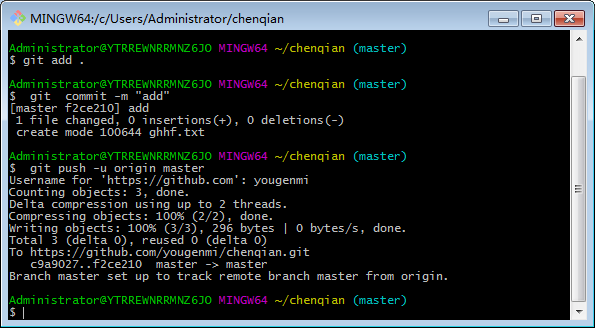 MINGW64:/c/Users/Administrator/chenqian
Administrator@YTRREWNRRMNZ6JO MINGW64 ~/chenqian (master)
$ git add .
Administrator@YTRREWNRRMNZ6JO MINGW64 ~/chenqian (master)
$  git  commit -m "add"
[master f2ce210] add
 1 file changed, 0 insertions(+), 0 deletions(-)
 create mode 100644 ghhf.txt
Administrator@YTRREWNRRMNZ6JO MINGW64 ~/chenqian (master)
$  git push -u origin master
Username for 'https://github.com': yougenmi
Counting objects: 3, done.
Delta compression using up to 2 threads.
Compressing objects: 100% (2/2), done.
Writing objects: 100% (3/3), 296 bytes | 0 bytes/s, done.
Total 3 (delta 0), reused 0 (delta 0)
To https://github.com/yougenmi/chenqian.git
   c9a9027..f2ce210  master -> master
Branch master set up to track remote branch master from origin.
Administrator@YTRREWNRRMNZ6JO MINGW64 ~/chenqian (master)
$